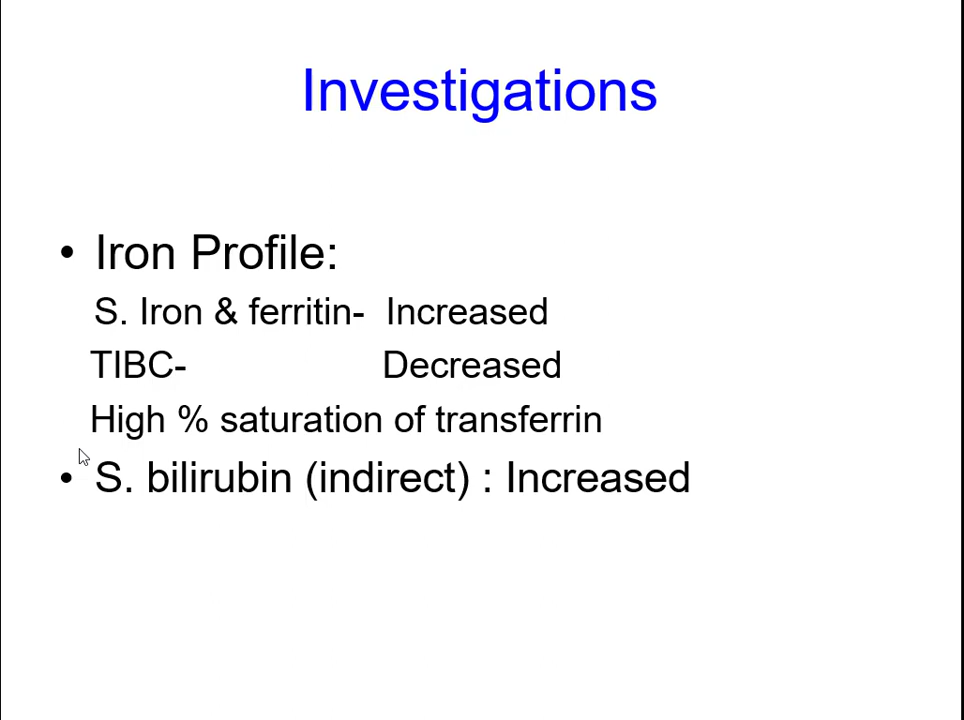 Investigations
• Iron Profile:
S. Iron & ferritin- Increased
TIBC- Decreased
High % saturation of transferrin
• S. bilirubin (indirect) : Increased